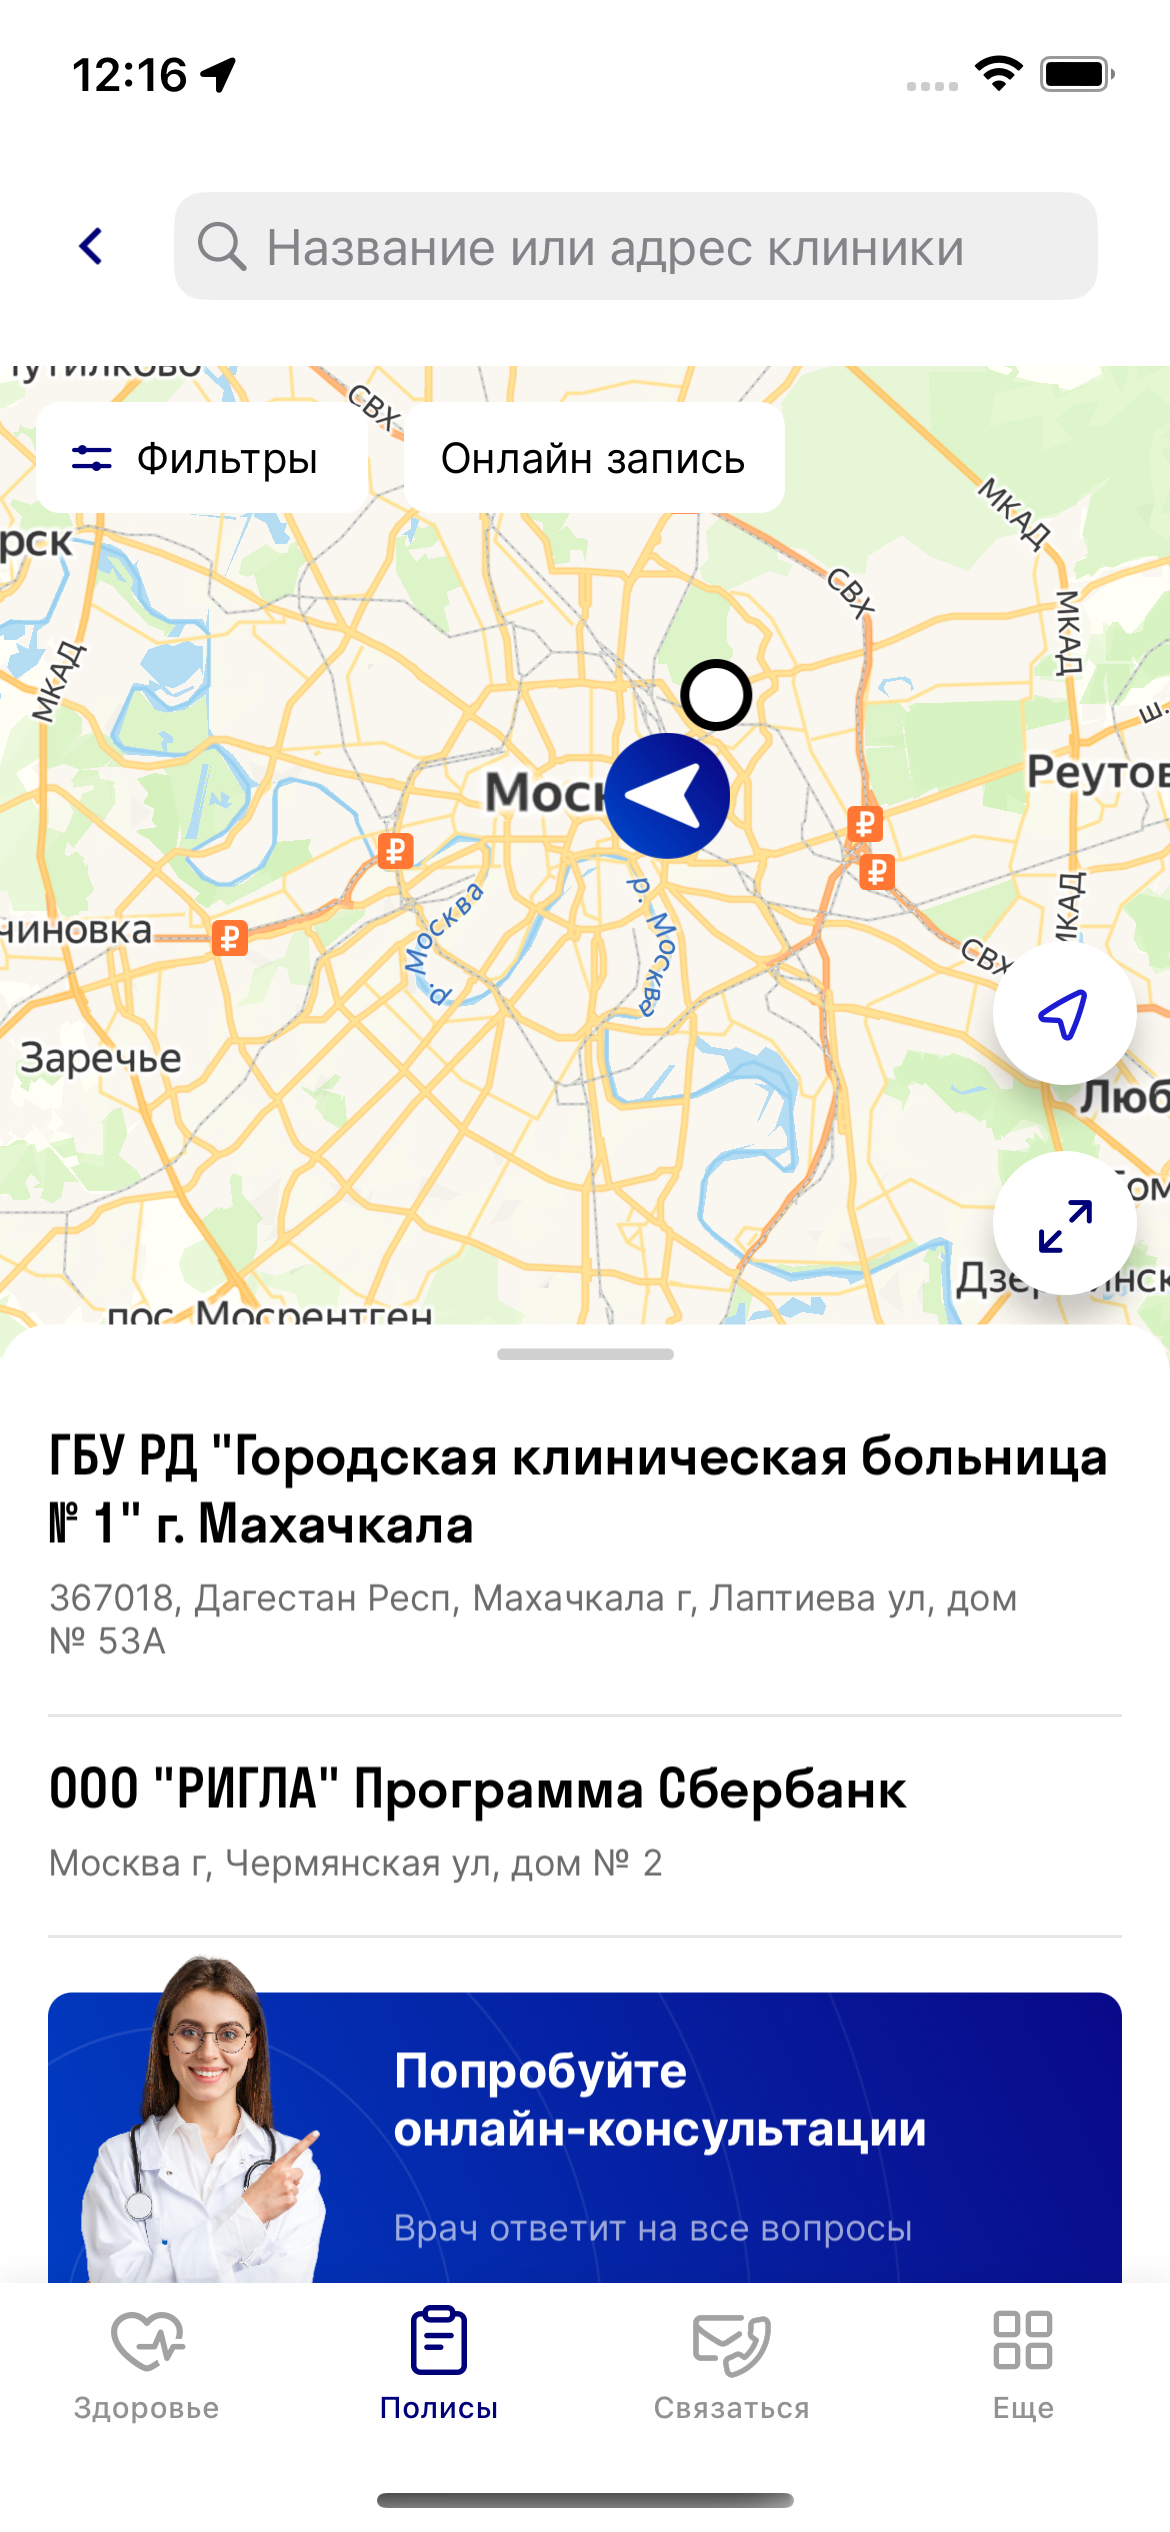 12:16
Название или адрес клиники
СВХ
Фильтры
Онлайн запись
МКАД
рск
СВХ
МКАД
МКАД
ш.
Реутов
Моск
₽
₽
₽
₽
р. Москва
р. Москва
МКАД
чиновка
СВХ
Заречье
Люб
пос. Мосрентген
ГБУ РД "Городская клиническая больница
№ 1" г. Махачкала
367018, Дагестан Респ, Махачкала г, Лаптиева ул, дом
№ 53А
ООО "РИГЛА" Программа Сбербанк
Москва г, Чермянская ул, дом № 2
Попробуйте
онлайн-консультации
Врач ответит на все вопросы
Здоровье
Полисы
Связаться
Еще